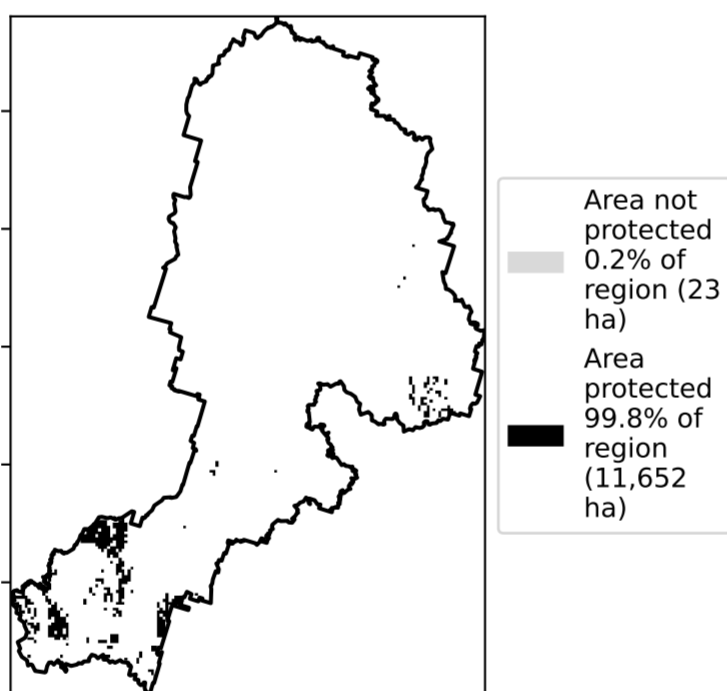 Area not
protected
0.2% of
region (23
ha)
Area
protected
99.8% of
region
(11,652
ha)